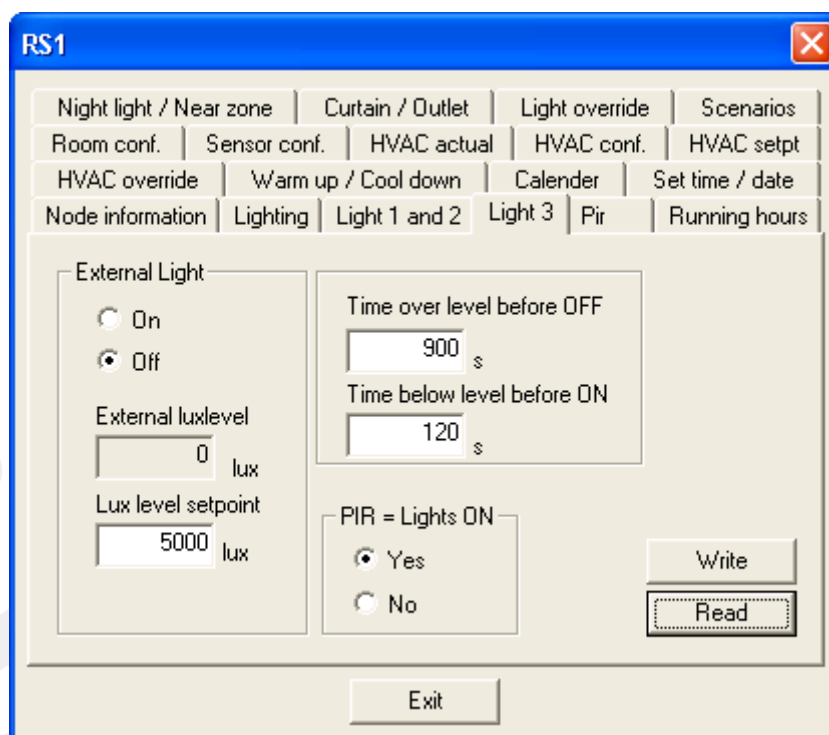 RS1
Night light / Near zone Curtain / Outlet Light override Scenarios
Room conf. Sensor conf. HVAC actual HVAC conf. HVAC setpt
HVAC override Warm up / Cool down Calender Set time / date
Node information Lighting Light 1 and 2 Light 3 Pir Running hours
External Light
On
Off
External luxlevel
0 lux
Lux level setpoint
5000 lux
Time over level before OFF
900 s
Time below level before ON
120 s
PIR = Lights ON
Yes
No
Write
Read
Exit